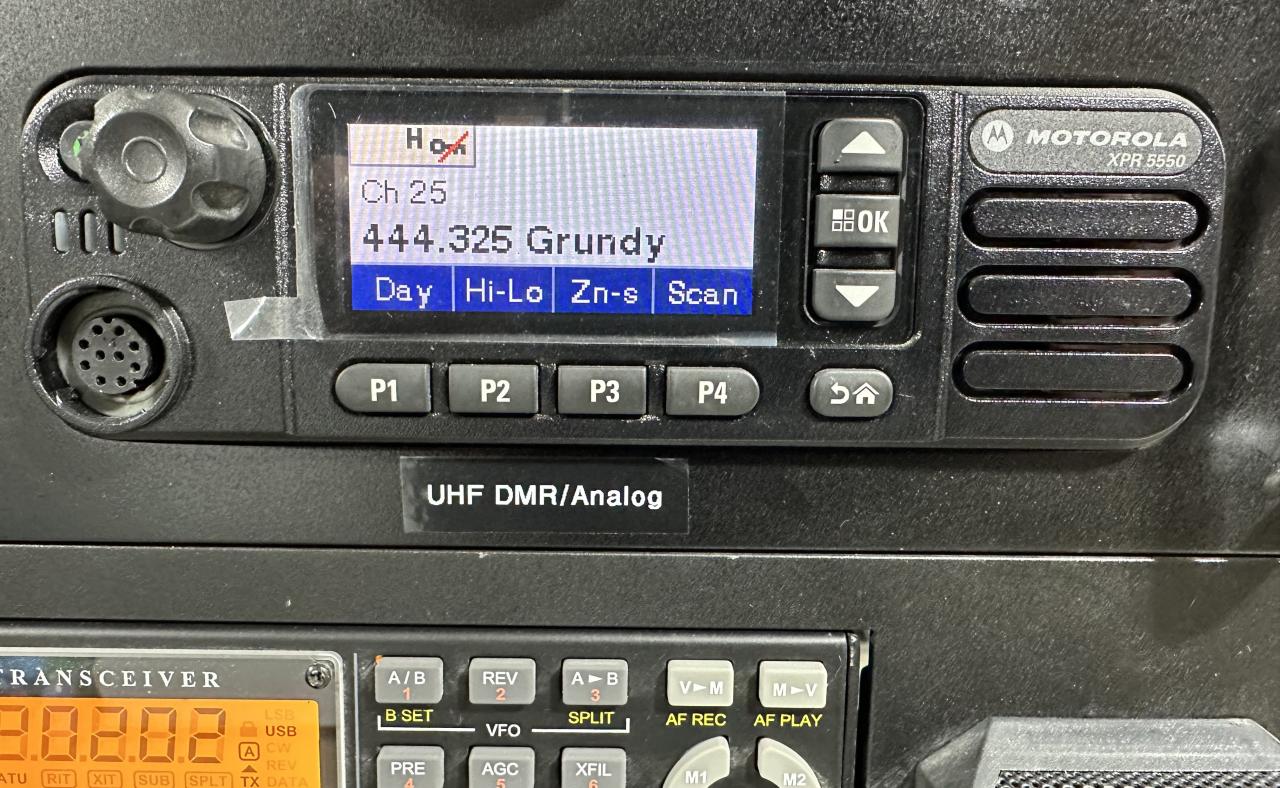 H
Ch 25
444.325 Grundy
Day Hi-Lo Zn-s Scan
OK
MOTOROLA
XPR 5550
P1 P2 P3 P4
UHF DMR/Analog
TRANSCEIVER
A/B
1
REV
2
A►B
3
V►M
M►V
B SET
SPLIT
AF REC
AF PLAY
VFO
LSB
USB
A
CW
REV
ATU RIT XIT SUB SPLT TX DATA
PRE
4
AGC
5
XFIL
6
M1
M2